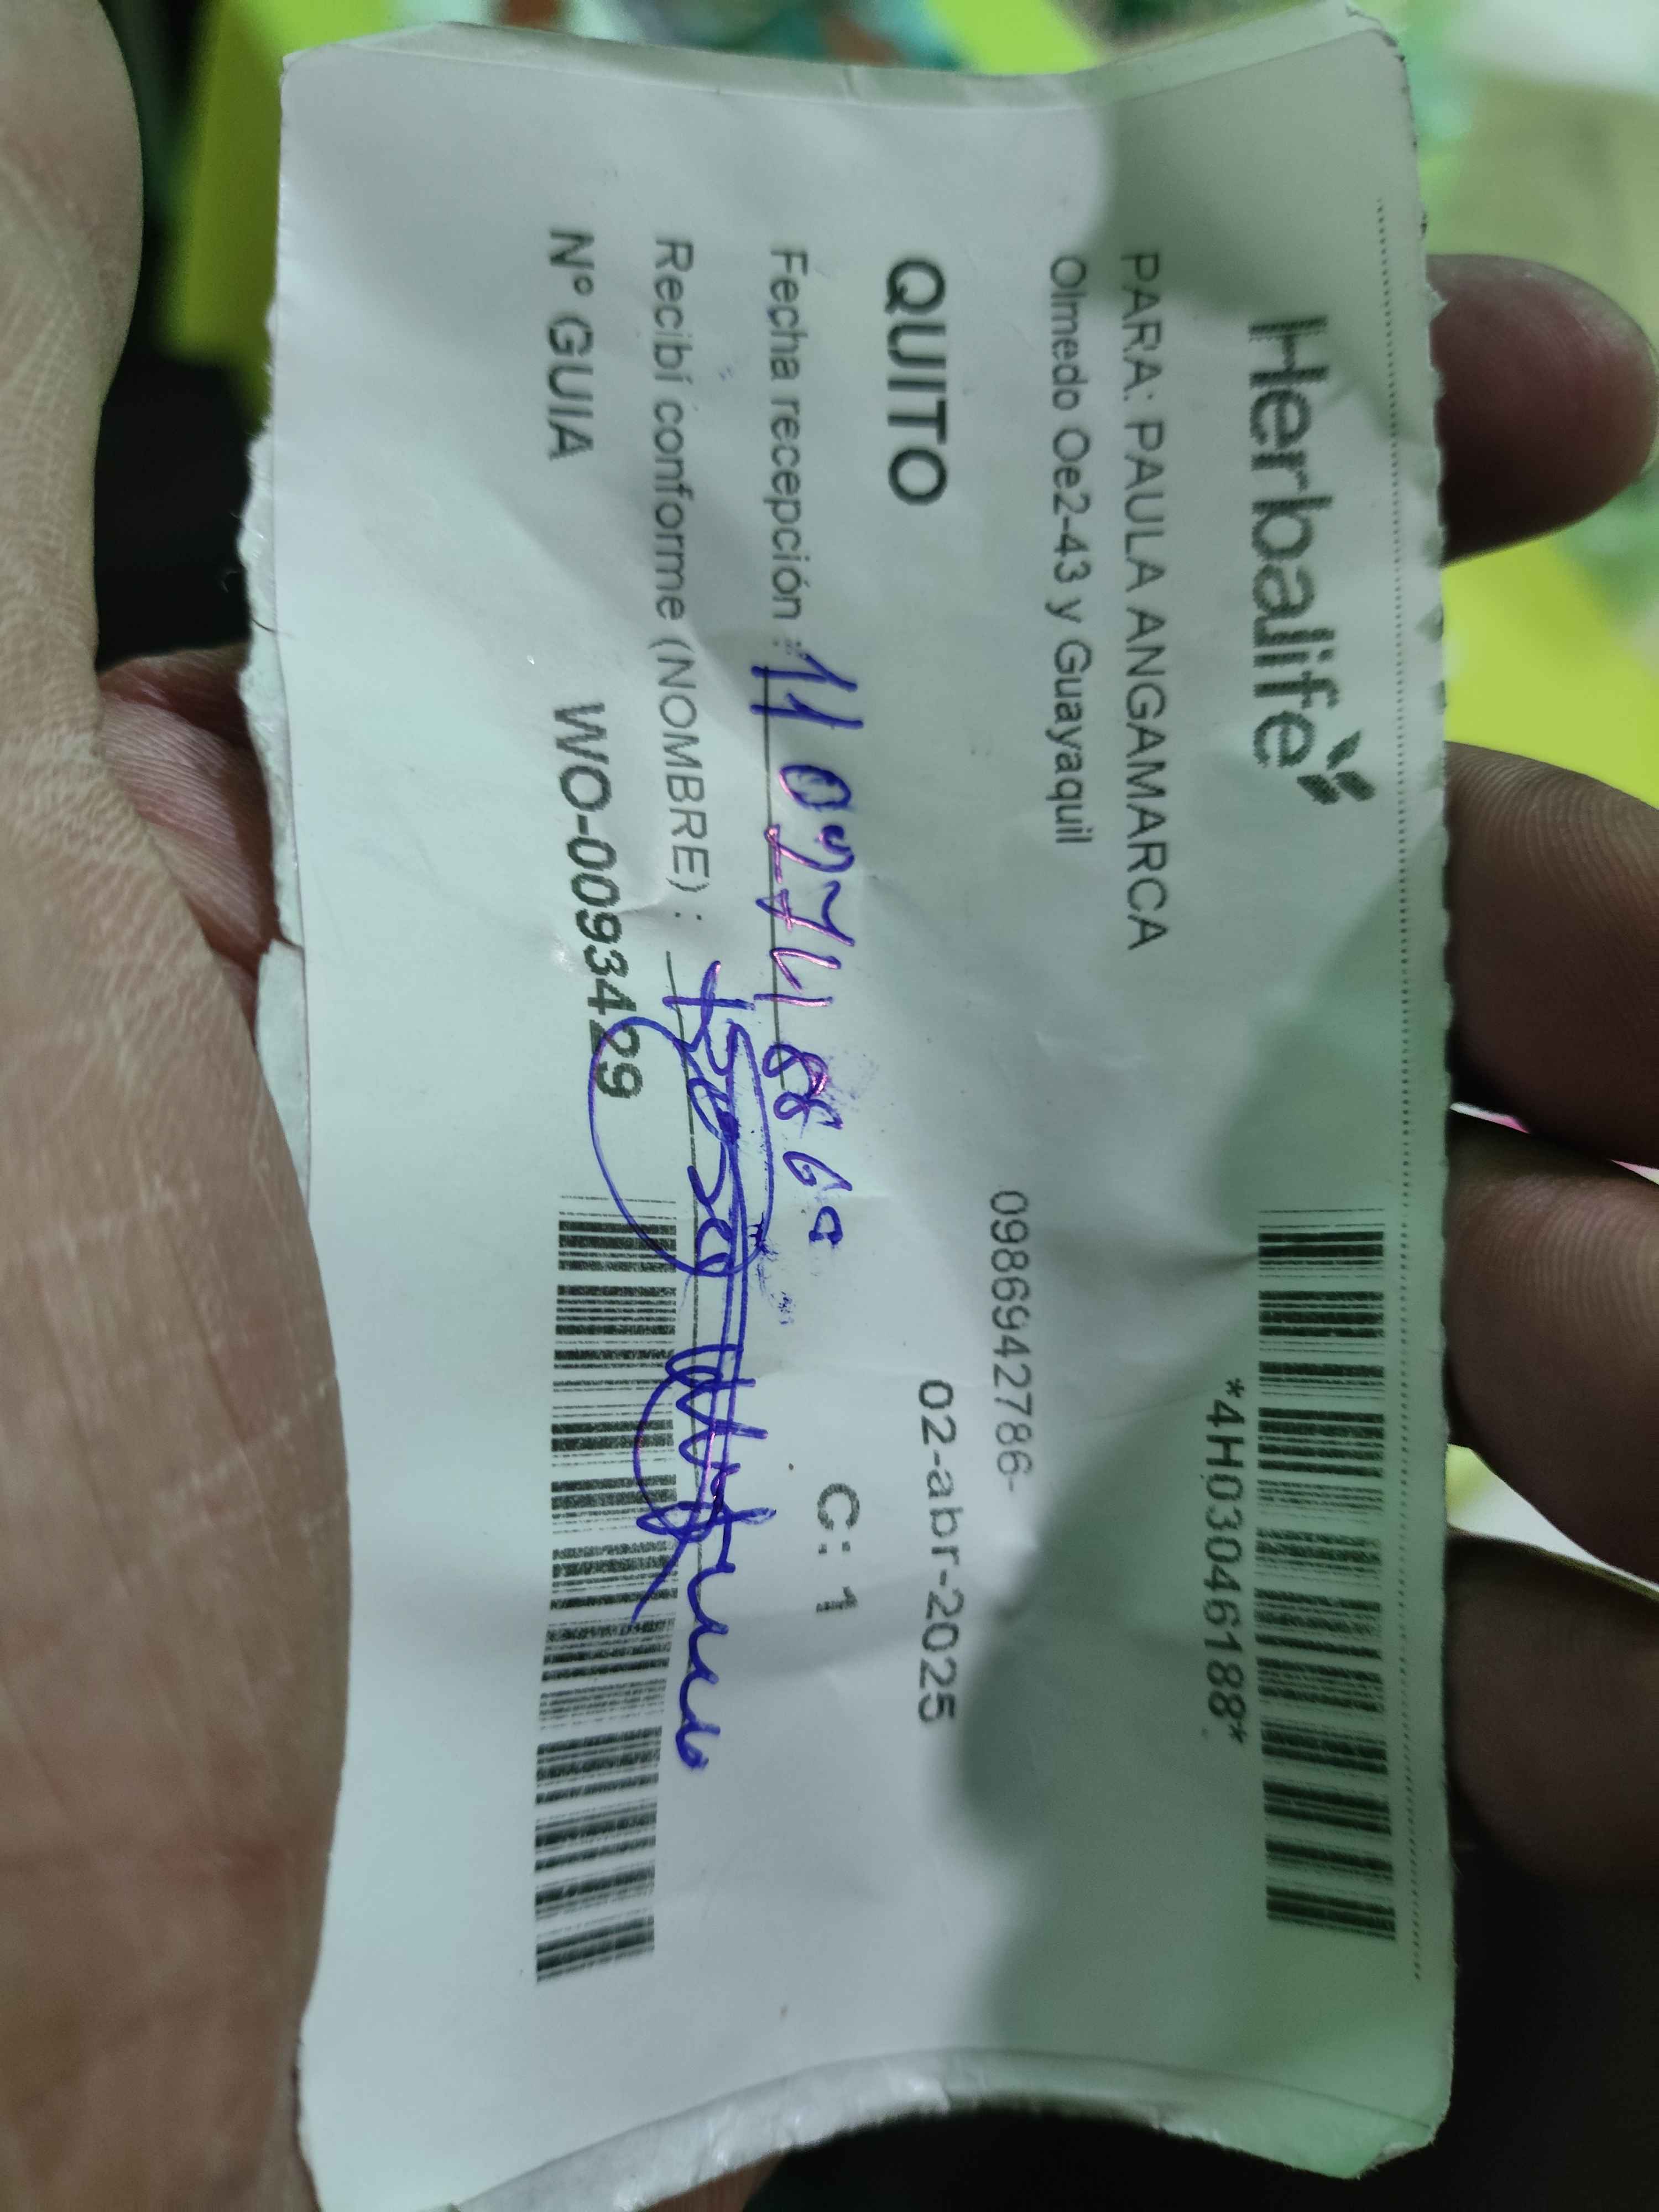 Herbalife
*4H03046188*
PARA: PAULA ANGAMARCA
Olmedo Oe2-43 y Guayaquil
0986942786-
QUITO
02-abr-2025
Fecha recepción :
C: 1
Recibí conforme (NOMBRE) :
Nº GUIA WO-0093429